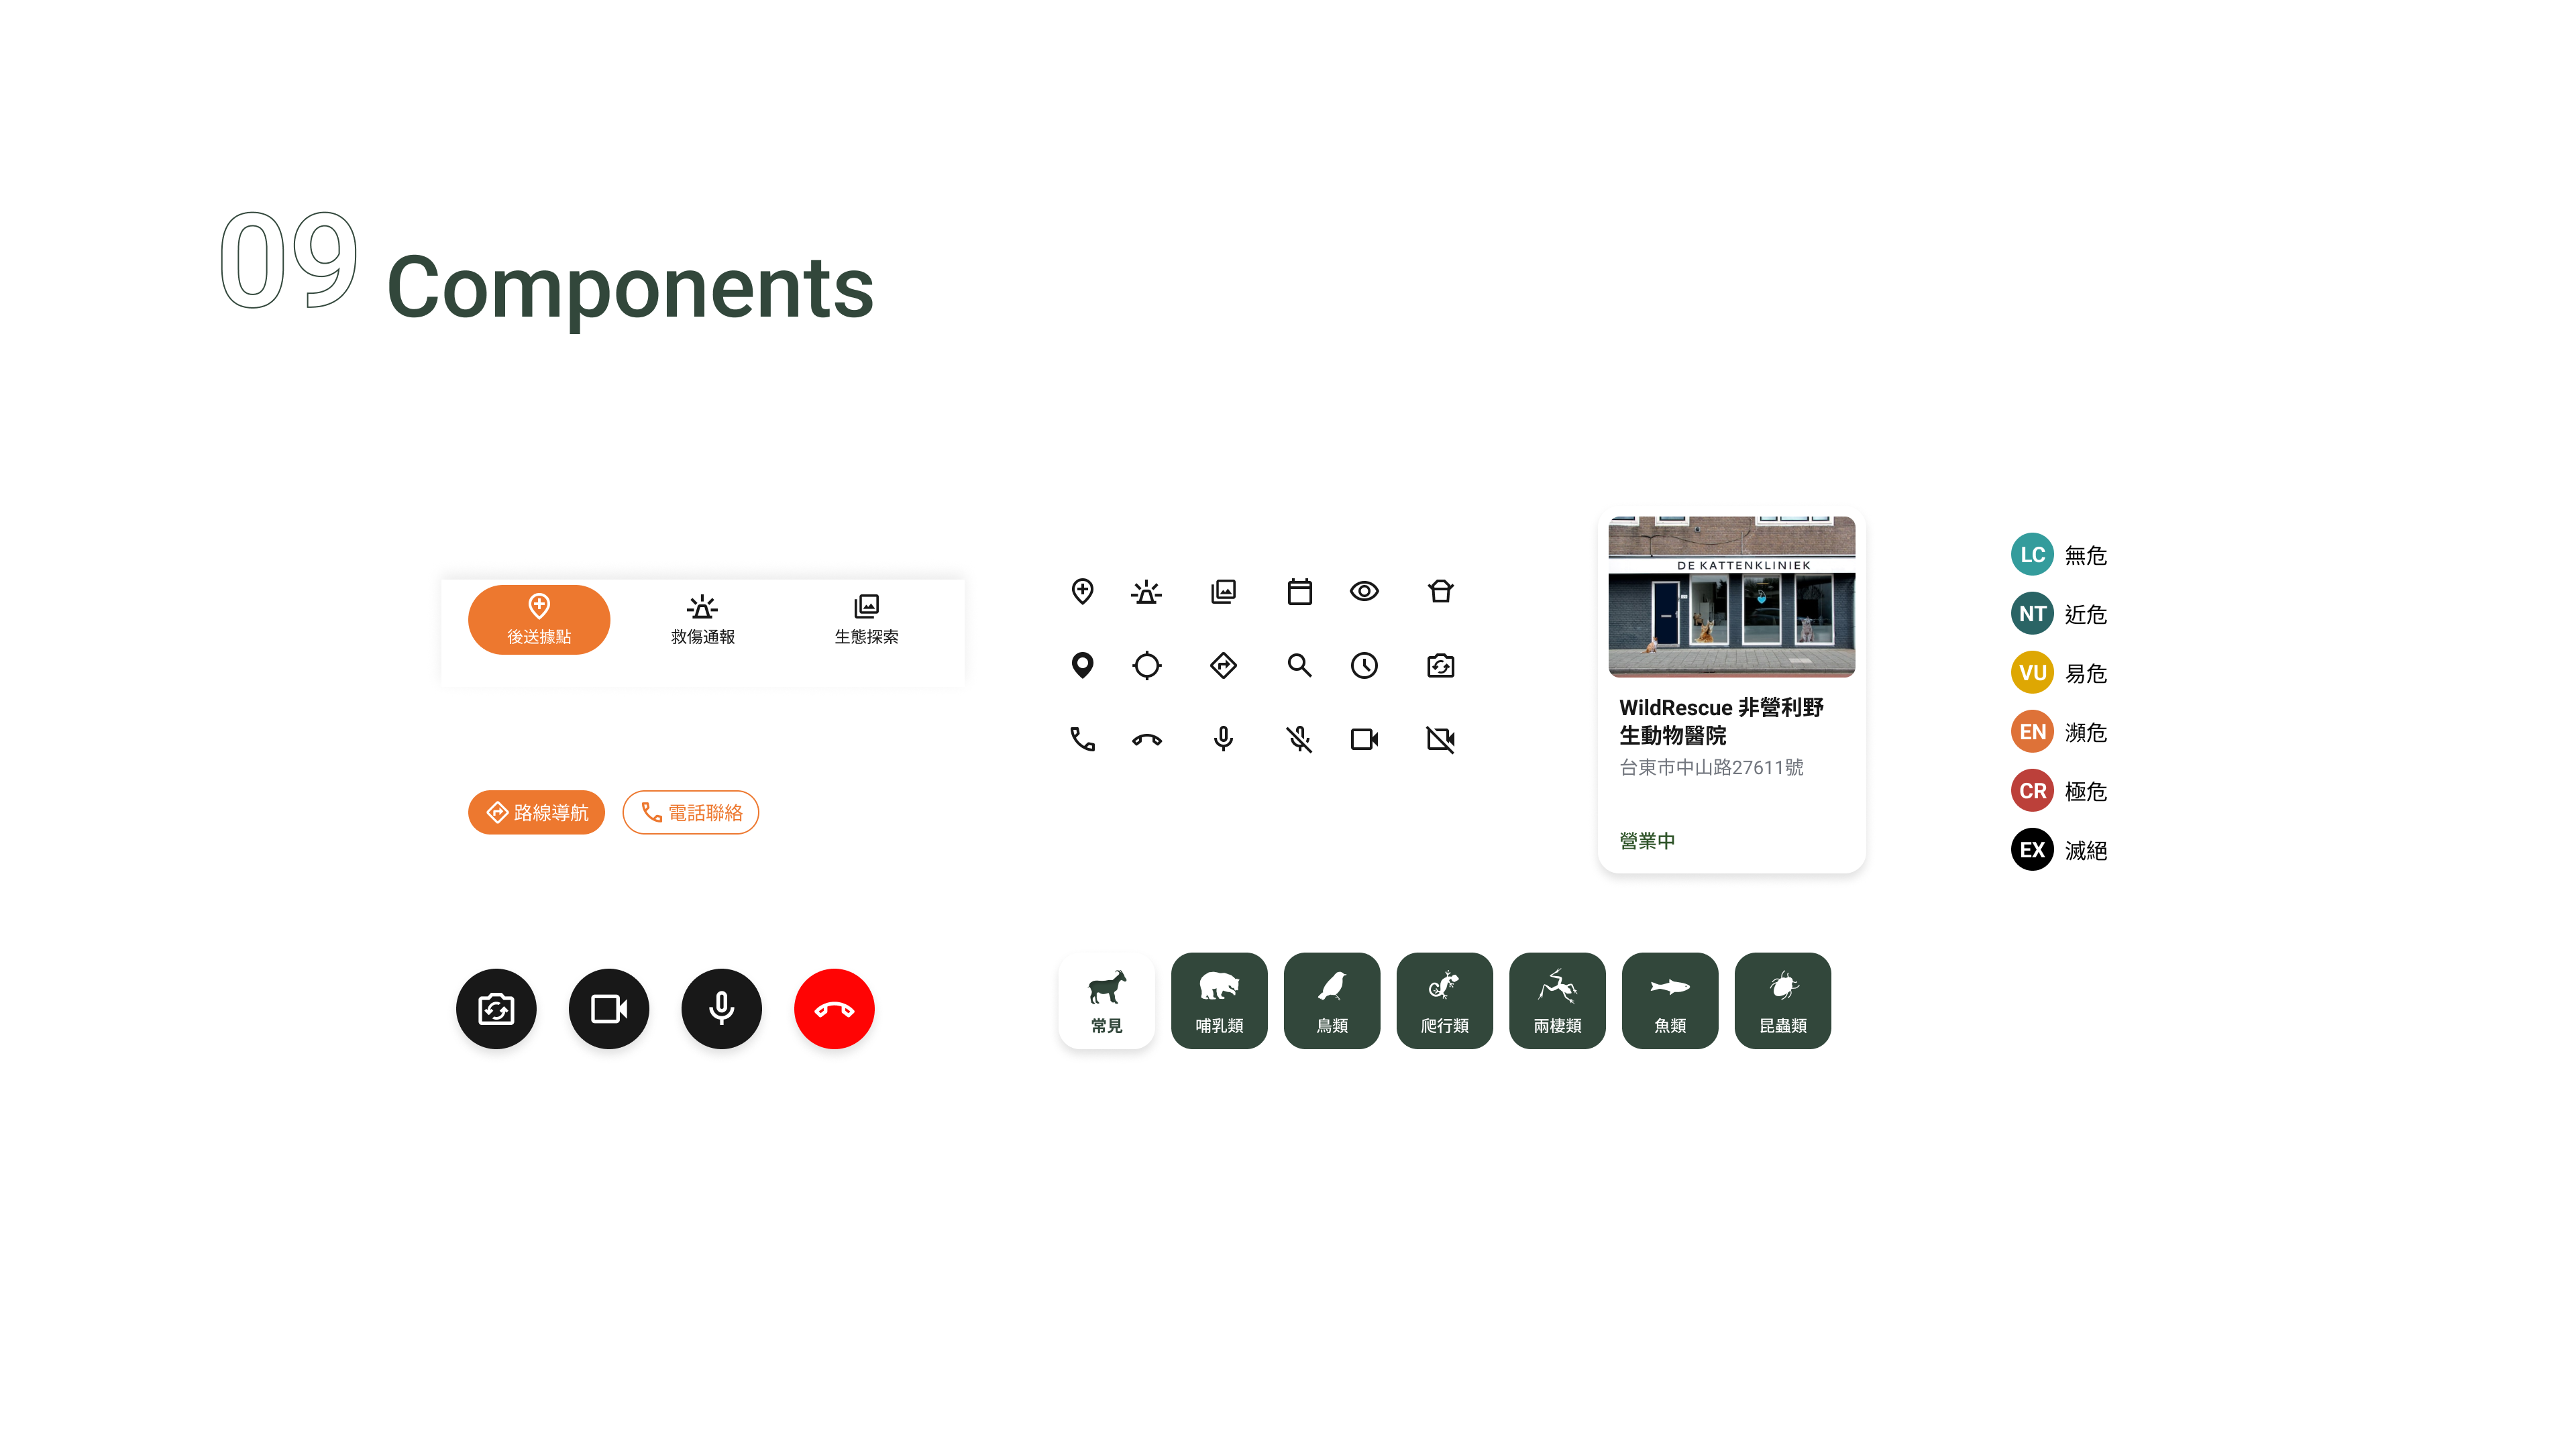 09 Components
後送據點
救傷通報
生態探索
路線導航
電話聯絡
DE KATTENKLINIEK
WildRescue 非營利野
生動物醫院
台東市中山路27611號
營業中
LC 無危
NT 近危
VU 易危
EN 瀕危
CR 極危
EX 滅絕
常見
哺乳類
鳥類
爬行類
兩棲類
魚類
昆蟲類